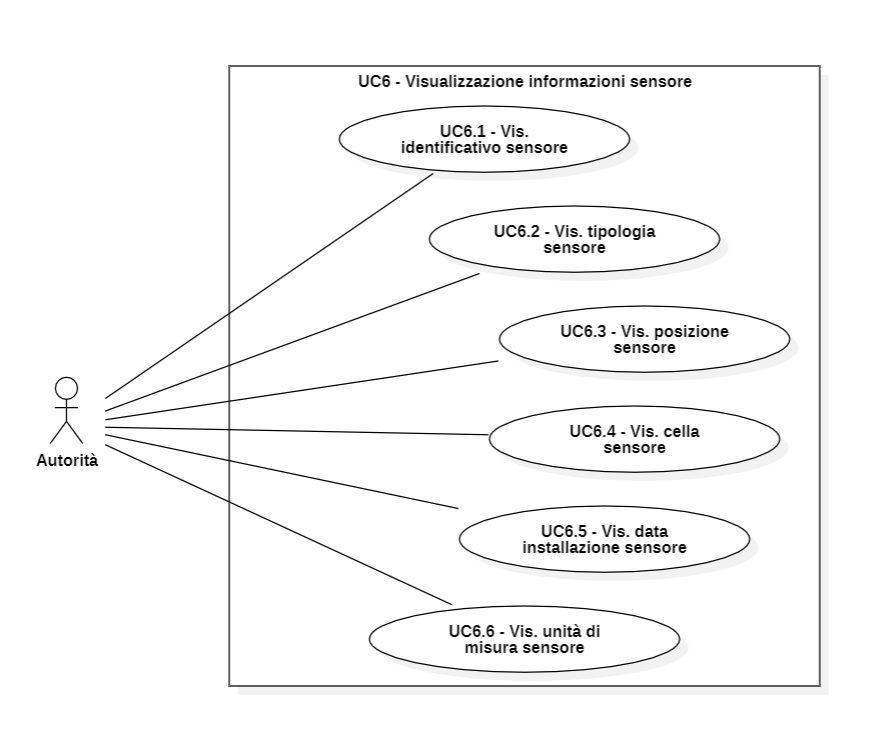 UC6 - Visualizzazione informazioni sensore
UC6.1 - Vis.
identificativo sensore
UC6.2 - Vis. tipologia
sensore
UC6.3 - Vis. posizione
sensore
UC6.4 - Vis. cella
sensore
Autorità
UC6.5 - Vis. data
installazione sensore
UC6.6 - Vis. unità di
misura sensore